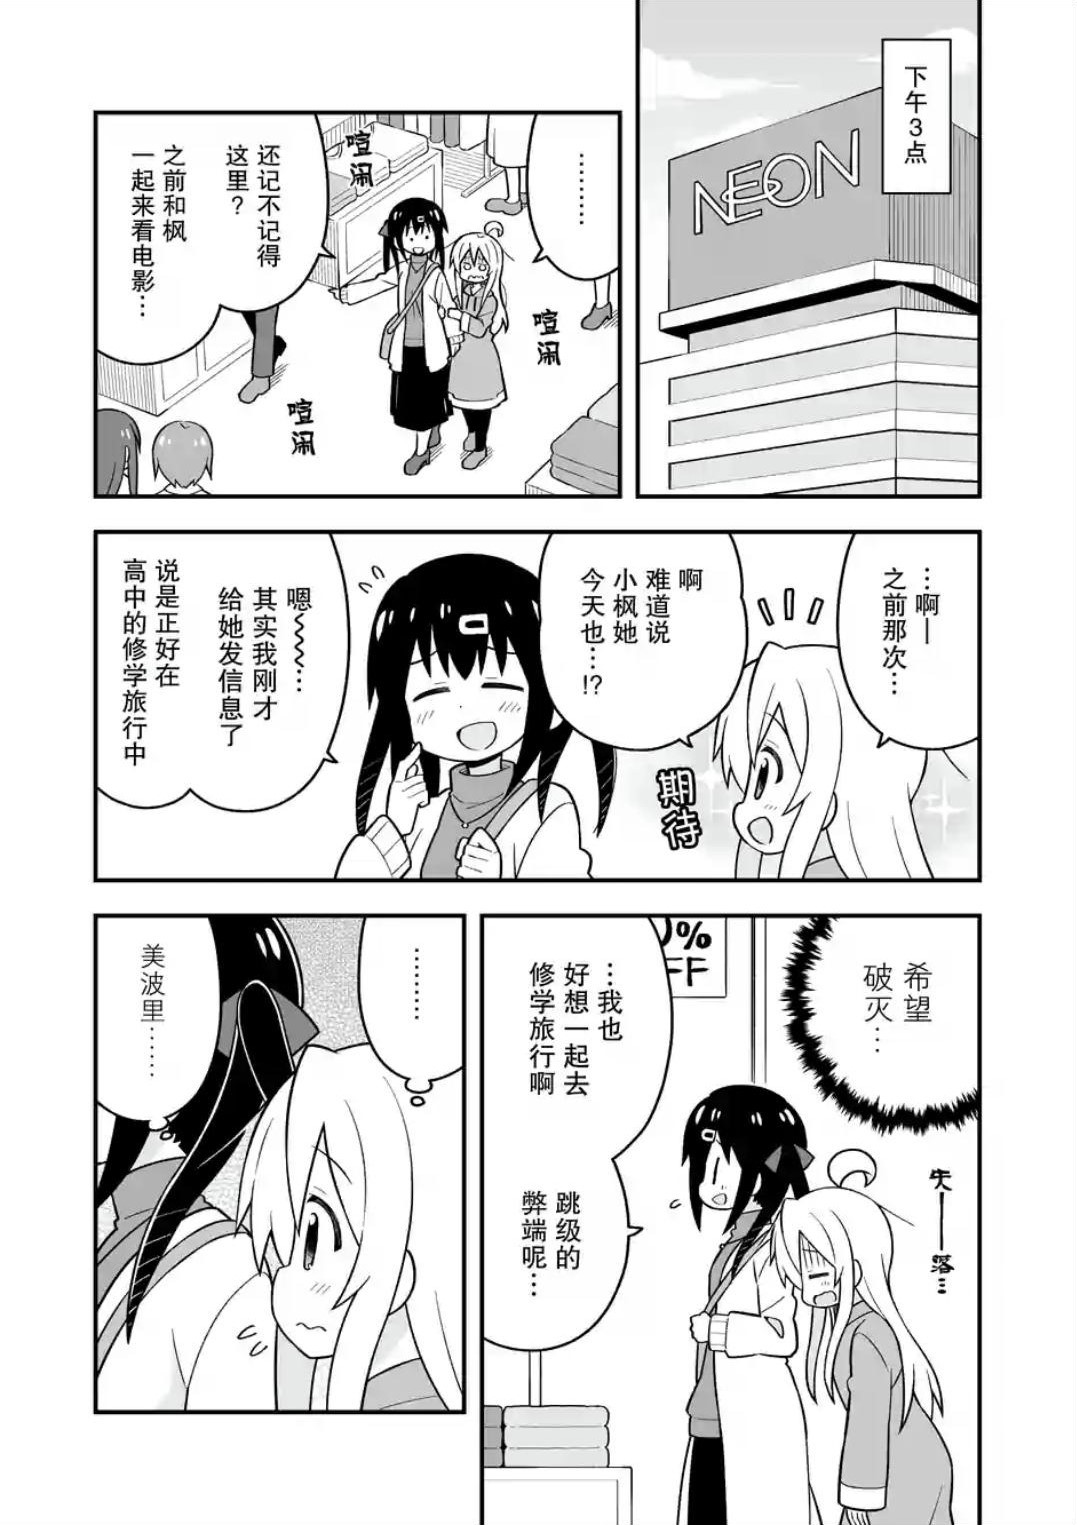 下午3点
NEON
………
还记不记得
这里？
之前和枫
一起来看电影…
喧闹
喧闹
喧闹
…啊—
之前那次…
啊
难道说
小枫她
今天也…!?
期待
嗯~~~~…
其实我刚才
给她发信息了
说是正好在
高中的修学旅行中
希望
破灭…
失—落…
0%
FF
…我也
好想一起去
修学旅行啊
跳级的
弊端呢…
………
美波里……